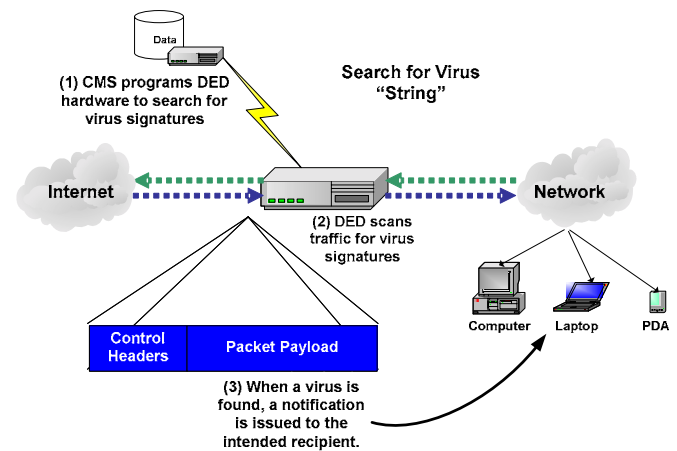 Data
(1) CMS programs DED
hardware to search for
virus signatures
Search for Virus
“String”
Internet
Network
(2) DED scans
traffic for virus
signatures
Computer
Laptop
PDA
Control
Headers
Packet Payload
(3) When a virus is
found, a notification
is issued to the
intended recipient.